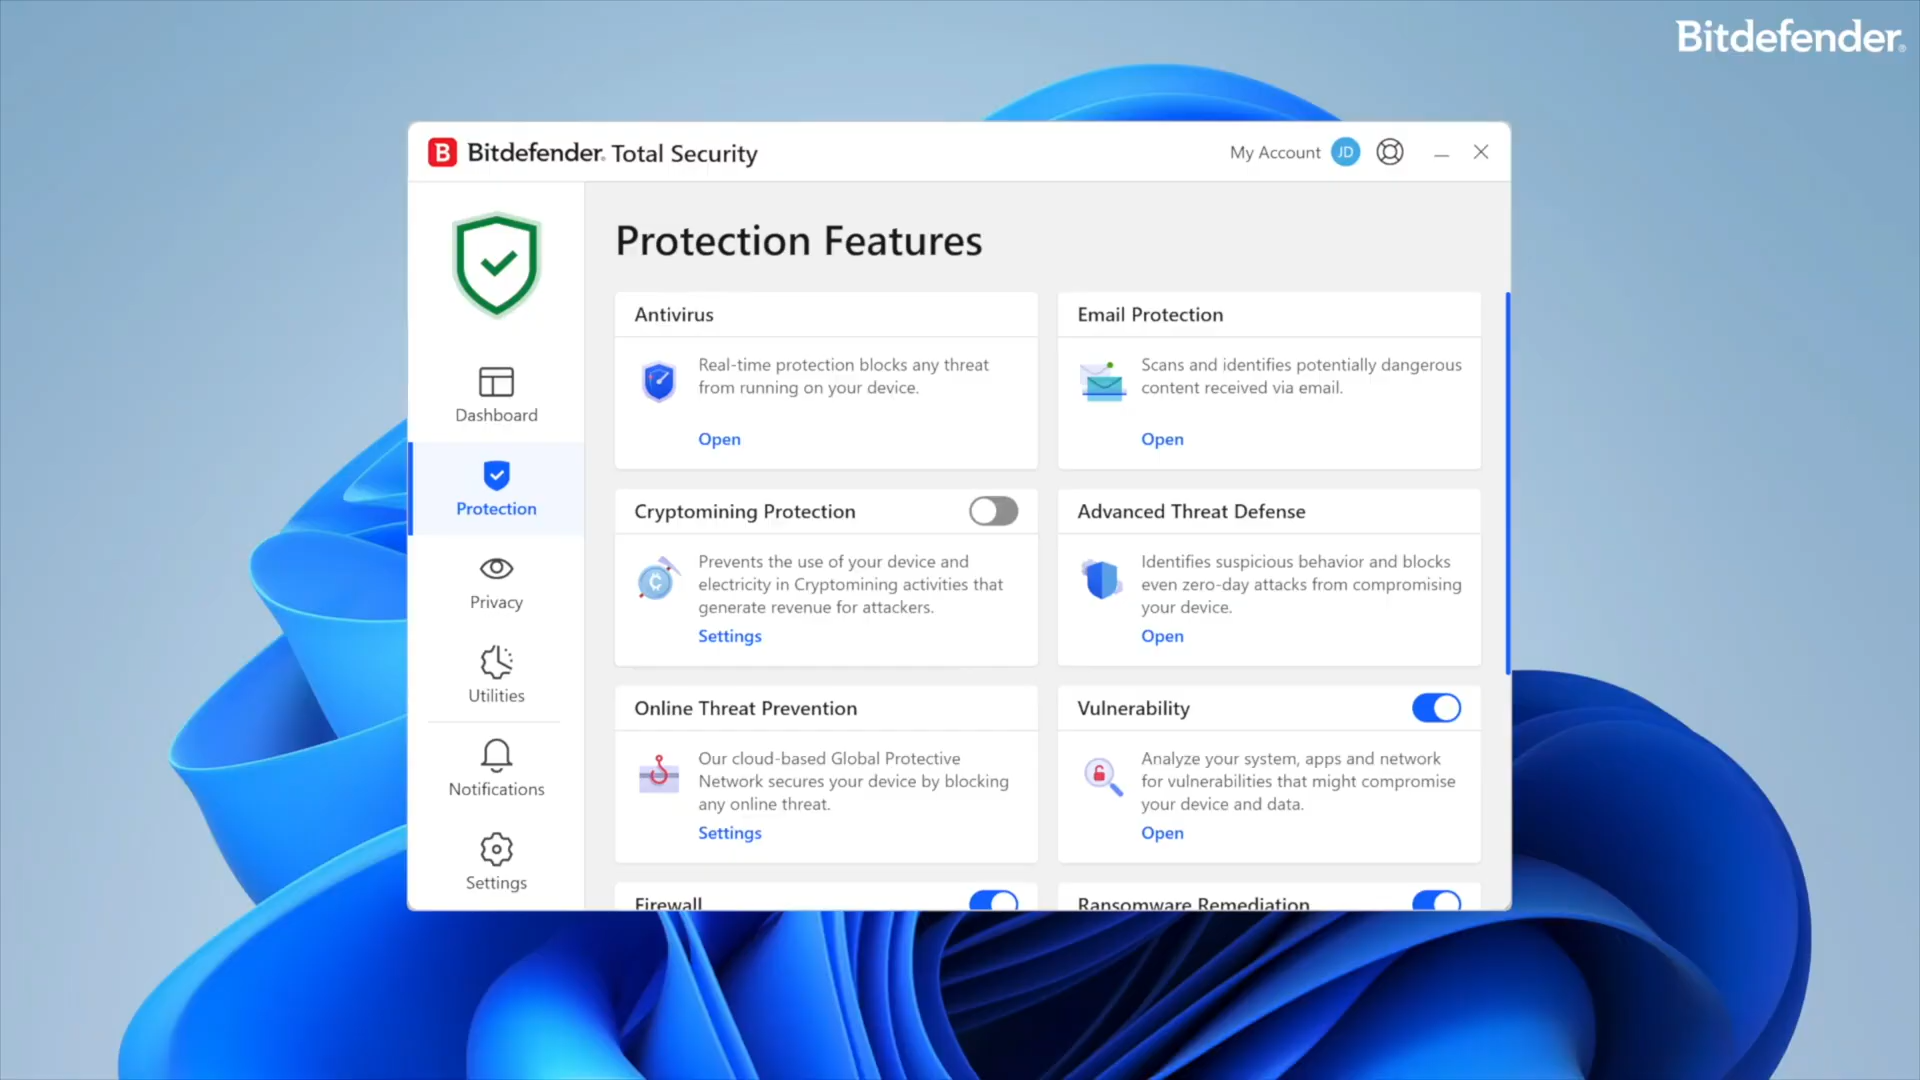 Bitdefender®
B Bitdefender® Total Security
My Account JD
Protection Features
Dashboard
Protection
Privacy
Utilities
Notifications
Settings
Antivirus
Real-time protection blocks any threat
from running on your device.
Open
Email Protection
Scans and identifies potentially dangerous
content received via email.
Open
Cryptomining Protection
Prevents the use of your device and
electricity in Cryptomining activities that
generate revenue for attackers.
Settings
Advanced Threat Defense
Identifies suspicious behavior and blocks
even zero-day attacks from compromising
your device.
Open
Online Threat Prevention
Our cloud-based Global Protective
Network secures your device by blocking
any online threat.
Settings
Vulnerability
Analyze your system, apps and network
for vulnerabilities that might compromise
your device and data.
Open
Firewall
Ransomware Remediation